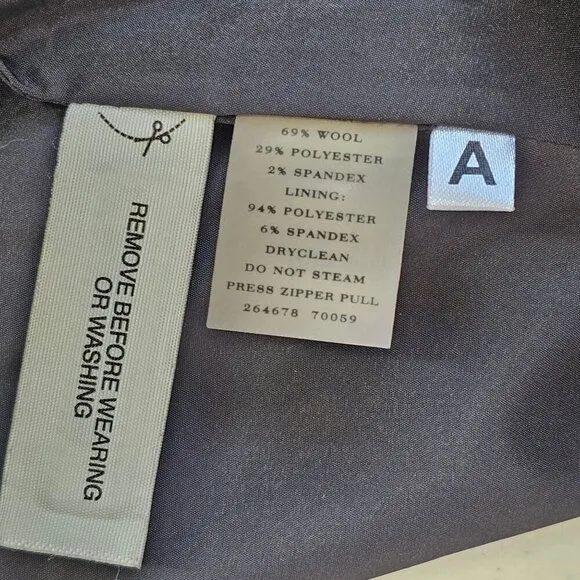 REMOVE BEFORE WEARING
OR WASHING
69% WOOL
29% POLYESTER
2% SPANDEX
LINING:
94% POLYESTER
6% SPANDEX
DRYCLEAN
DO NOT STEAM
PRESS ZIPPER PULL
264678 70059
A